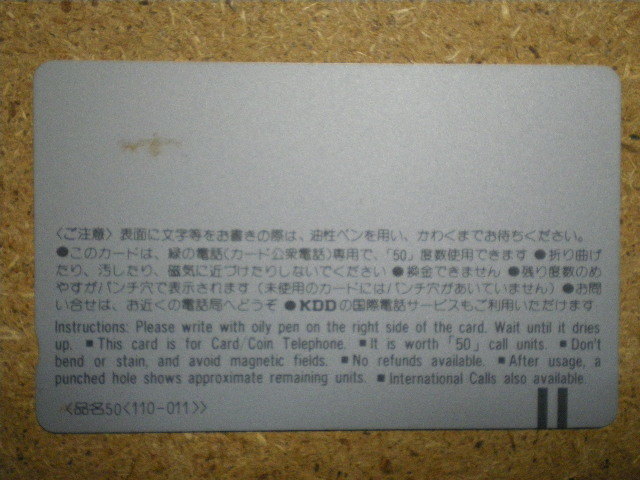 〈ご注意〉表面に文字等をお書きの際は、油性ペンを用い、かわくまでお待ちください。
●このカードは、緑の電話(カード公衆電話)専用で、「50」度数使用できます ●折り曲げ
たり、汚したり、磁気に近づけたりしないでください ●換金できません ●残り度数のめ
やすがパンチ穴で表示されます(未使用のカードにはパンチ穴があいていません) ●お問
い合せは、お近くの電話局へどうぞ ●KDDの国際電話サービスもご利用いただけます
Instructions: Please write with oily pen on the right side of the card. Wait until it dries
up. ■ This card is for Card/Coin Telephone. ■ It is worth「50」call units. ■ Don't
bend or stain, and avoid magnetic fields. ■ No refunds available. ■ After usage, a
punched hole shows approximate remaining units. ■ International Calls also available.
<品名50<110-011>>